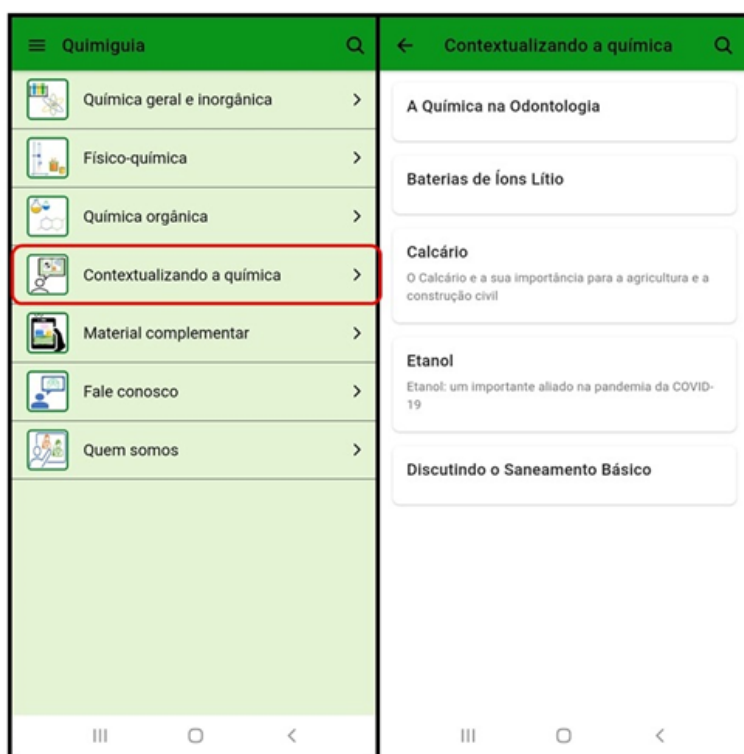 Quimiguia
Química geral e inorgânica
Físico-química
Química orgânica
Contextualizando a química
Material complementar
Fale conosco
Quem somos
Contextualizando a química
A Química na Odontologia
Baterias de Íons Lítio
Calcário
O Calcário e a sua importância para a agricultura e a
construção civil
Etanol
Etanol: um importante aliado na pandemia da COVID-
19
Discutindo o Saneamento Básico